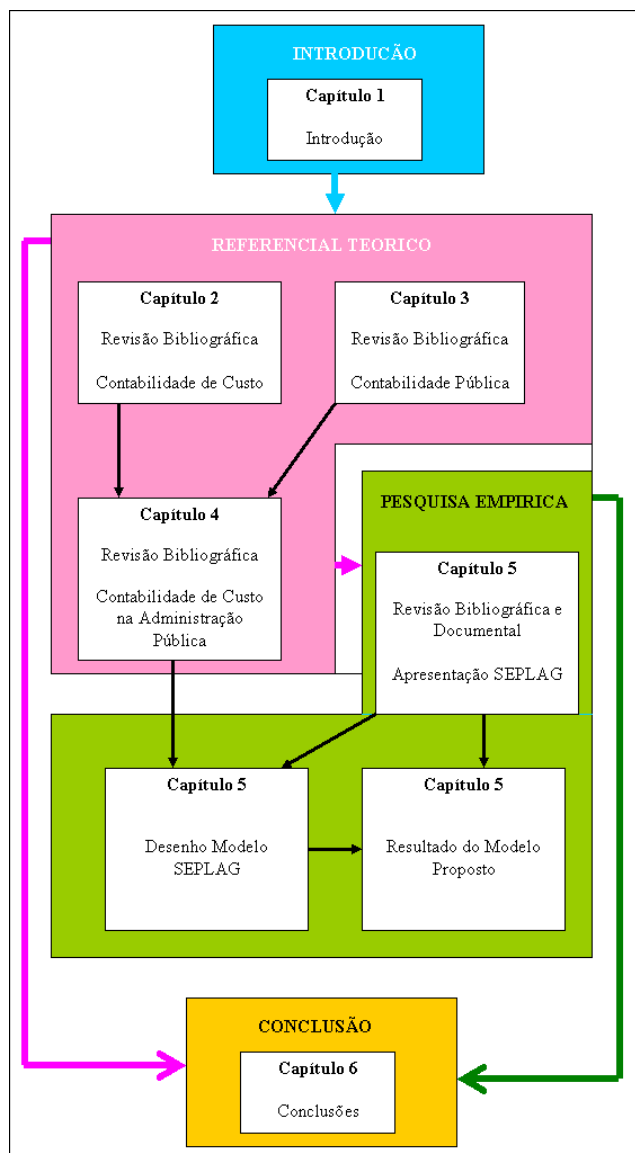 INTRODUCÃO
Capítulo 1
Introdução
REFERENCIAL TEORICO
Capítulo 2
Revisão Bibliográfica
Contabilidade de Custo
Capítulo 3
Revisão Bibliográfica
Contabilidade Pública
Capítulo 4
Revisão Bibliográfica
Contabilidade de Custo
na Administração
Pública
PESQUISA EMPIRICA
Capítulo 5
Revisão Bibliográfica e
Documental
Apresentação SEPLAG
Capítulo 5
Desenho Modelo
SEPLAG
Capítulo 5
Resultado do Modelo
Proposto
CONCLUSÃO
Capítulo 6
Conclusões